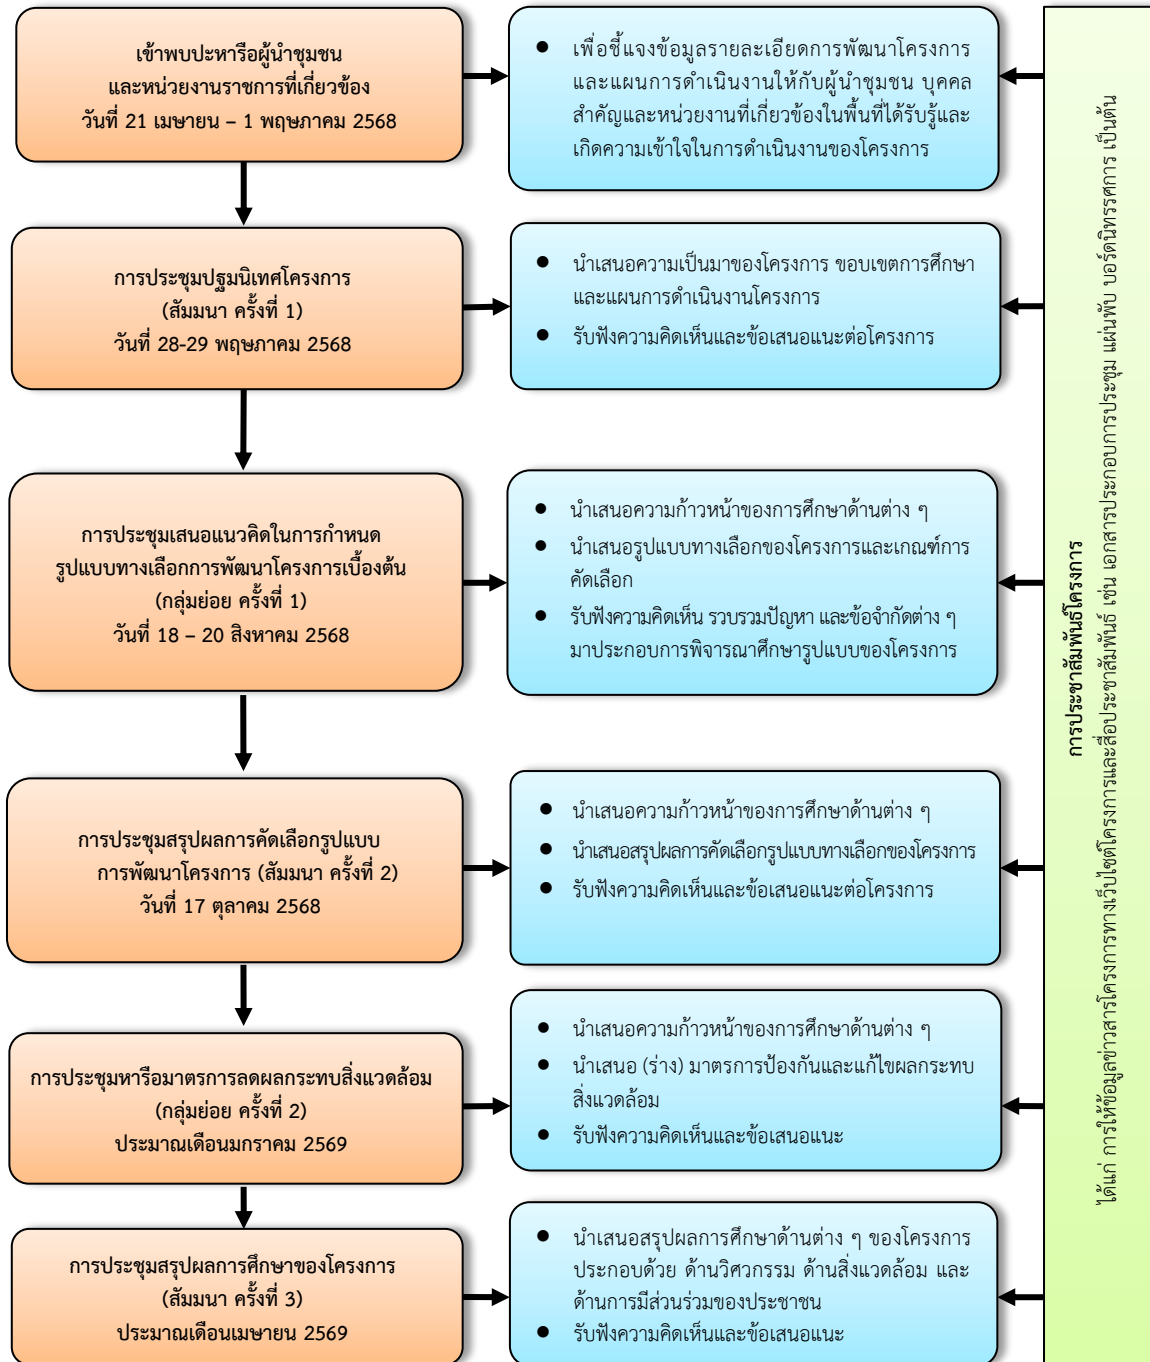 เข้าพบปะหารือผู้นำชุมชน
และหน่วยงานราชการที่เกี่ยวข้อง
วันที่ 21 เมษายน – 1 พฤษภาคม 2568
● เพื่อชี้แจงข้อมูลรายละเอียดการพัฒนาโครงการ
และแผนการดำเนินงานให้กับผู้นำชุมชน บุคคล
สำคัญและหน่วยงานที่เกี่ยวข้องในพื้นที่ได้รับรู้และ
เกิดความเข้าใจในการดำเนินงานของโครงการ
การประชุมปฐมนิเทศโครงการ
(สัมมนา ครั้งที่ 1)
วันที่ 28-29 พฤษภาคม 2568
● นำเสนอความเป็นมาของโครงการ ขอบเขตการศึกษา
และแผนการดำเนินงานโครงการ
● รับฟังความคิดเห็นและข้อเสนอแนะต่อโครงการ
การประชุมเสนอแนวคิดในการกำหนด
รูปแบบทางเลือกการพัฒนาโครงการเบื้องต้น
(กลุ่มย่อย ครั้งที่ 1)
วันที่ 18 – 20 สิงหาคม 2568
● นำเสนอความก้าวหน้าของการศึกษาด้านต่าง ๆ
● นำเสนอรูปแบบทางเลือกของโครงการและเกณฑ์การ
คัดเลือก
● รับฟังความคิดเห็น รวบรวมปัญหา และข้อจำกัดต่าง ๆ
มาประกอบการพิจารณาศึกษารูปแบบของโครงการ
การประชุมสรุปผลการคัดเลือกรูปแบบ
การพัฒนาโครงการ (สัมมนา ครั้งที่ 2)
วันที่ 17 ตุลาคม 2568
● นำเสนอความก้าวหน้าของการศึกษาด้านต่าง ๆ
● นำเสนอสรุปผลการคัดเลือกรูปแบบทางเลือกของโครงการ
● รับฟังความคิดเห็นและข้อเสนอแนะต่อโครงการ
การประชุมหารือมาตรการลดผลกระทบสิ่งแวดล้อม
(กลุ่มย่อย ครั้งที่ 2)
ประมาณเดือนมกราคม 2569
● นำเสนอความก้าวหน้าของการศึกษาด้านต่าง ๆ
● นำเสนอ (ร่าง) มาตรการป้องกันและแก้ไขผลกระทบ
สิ่งแวดล้อม
● รับฟังความคิดเห็นและข้อเสนอแนะ
การประชุมสรุปผลการศึกษาของโครงการ
(สัมมนา ครั้งที่ 3)
ประมาณเดือนเมษายน 2569
● นำเสนอสรุปผลการศึกษาด้านต่าง ๆ ของโครงการ
ประกอบด้วย ด้านวิศวกรรม ด้านสิ่งแวดล้อม และ
ด้านการมีส่วนร่วมของประชาชน
● รับฟังความคิดเห็นและข้อเสนอแนะ
การประชาสัมพันธ์โครงการ
ได้แก่ การให้ข้อมูลข่าวสารโครงการทางเว็บไซต์โครงการและสื่อประชาสัมพันธ์ เช่น เอกสารประกอบการประชุม แผ่นพับ บอร์ดนิทรรศการ เป็นต้น